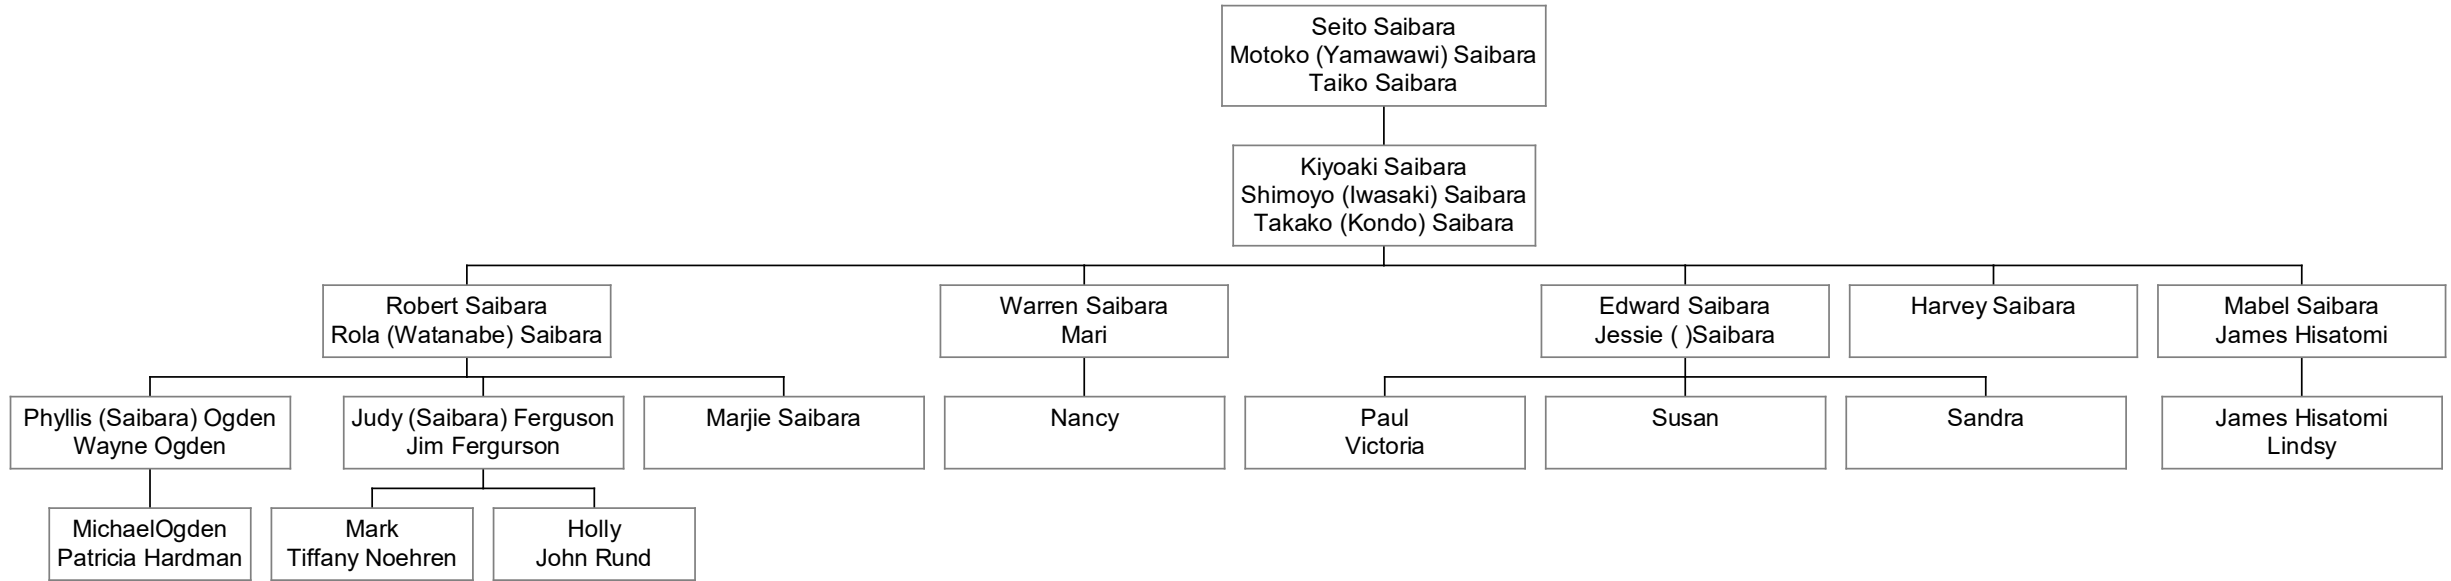 Seito Saibara
Motoko (Yamawawi) Saibara
Taiko Saibara
Kiyoaki Saibara
Shimoyo (Iwasaki) Saibara
Takako (Kondo) Saibara
Robert Saibara
Rola (Watanabe) Saibara
Warren Saibara
Mari
Edward Saibara
Jessie ( )Saibara
Harvey Saibara
Mabel Saibara
James Hisatomi
Phyllis (Saibara) Ogden
Wayne Ogden
Judy (Saibara) Ferguson
Jim Fergurson
Marjie Saibara
Nancy
Paul
Victoria
Susan
Sandra
James Hisatomi
Lindsy
MichaelOgden
Patricia Hardman
Mark
Tiffany Noehren
Holly
John Rund